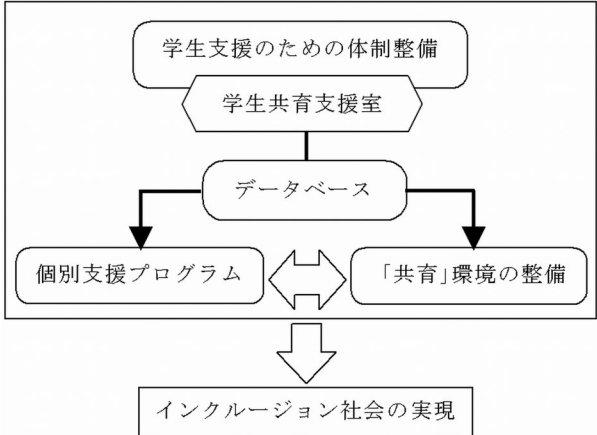 学生支援のための体制整備
学生共育支援室
データベース
個別支援プログラム
「共育」環境の整備
インクルージョン社会の実現